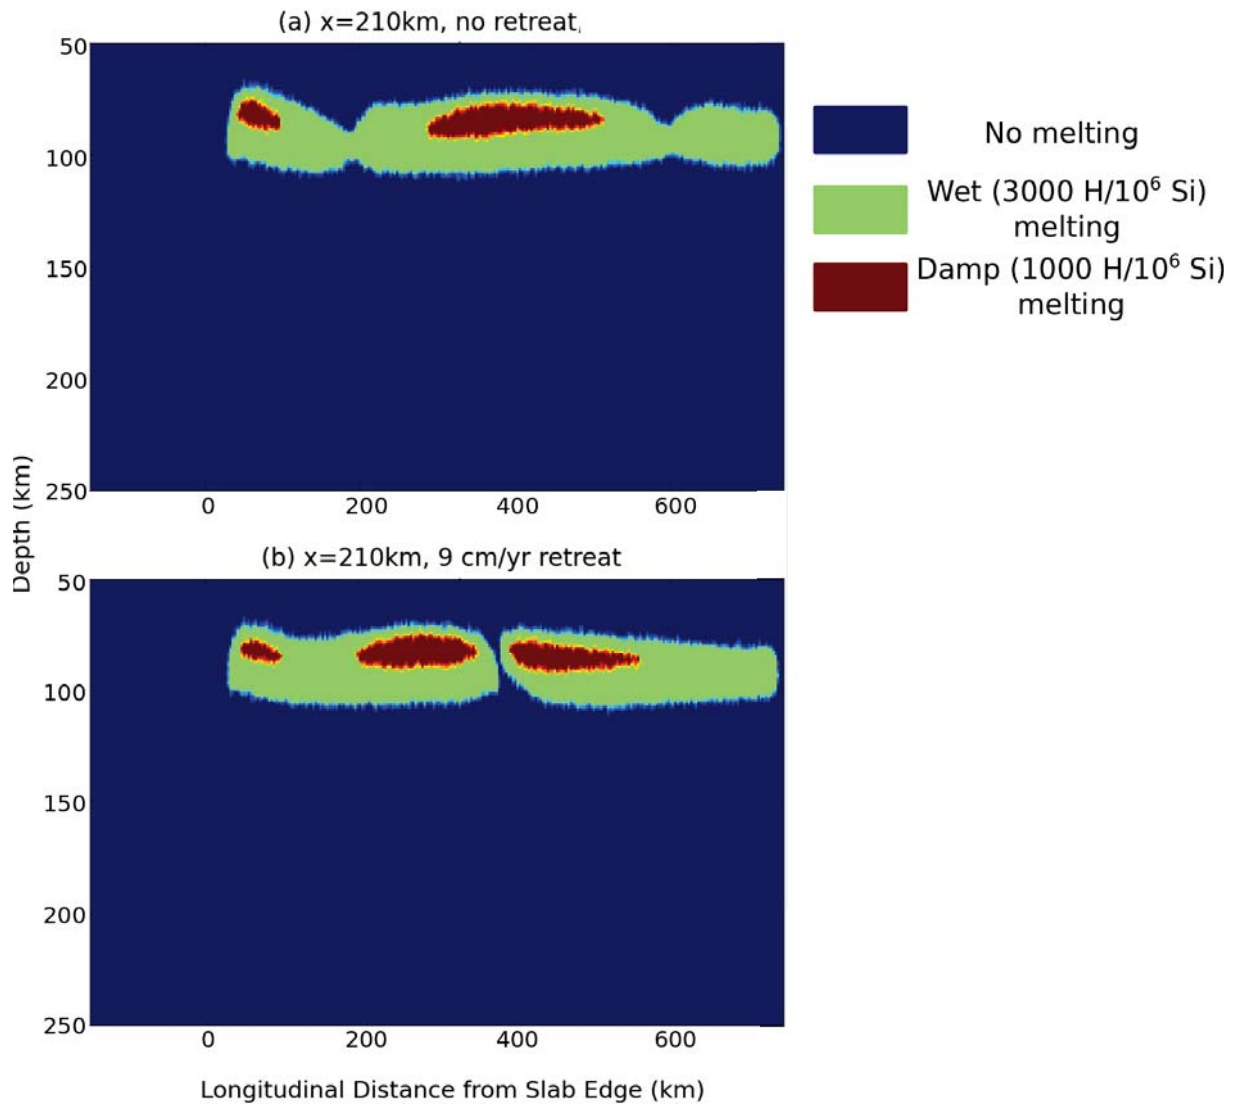 (a) x=210km, no retreat,
50
100
150
200
250
0 200 400 600
No melting
Wet (3000 H/10⁶ Si)
melting
Damp (1000 H/10⁶ Si)
melting
Depth (km)
(b) x=210km, 9 cm/yr retreat
50
100
150
200
250
0 200 400 600
Longitudinal Distance from Slab Edge (km)